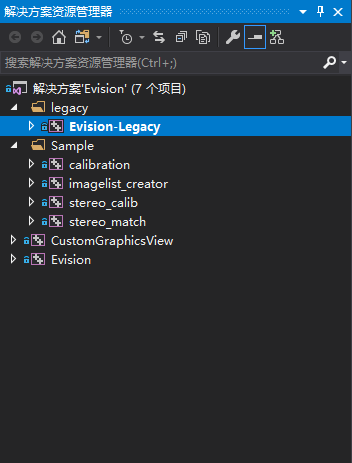 解决方案资源管理器
搜索解决方案资源管理器(Ctrl+;)
解决方案'Evision' (7 个项目)
legacy
Evision-Legacy
Sample
calibration
imagelist_creator
stereo_calib
stereo_match
CustomGraphicsView
Evision